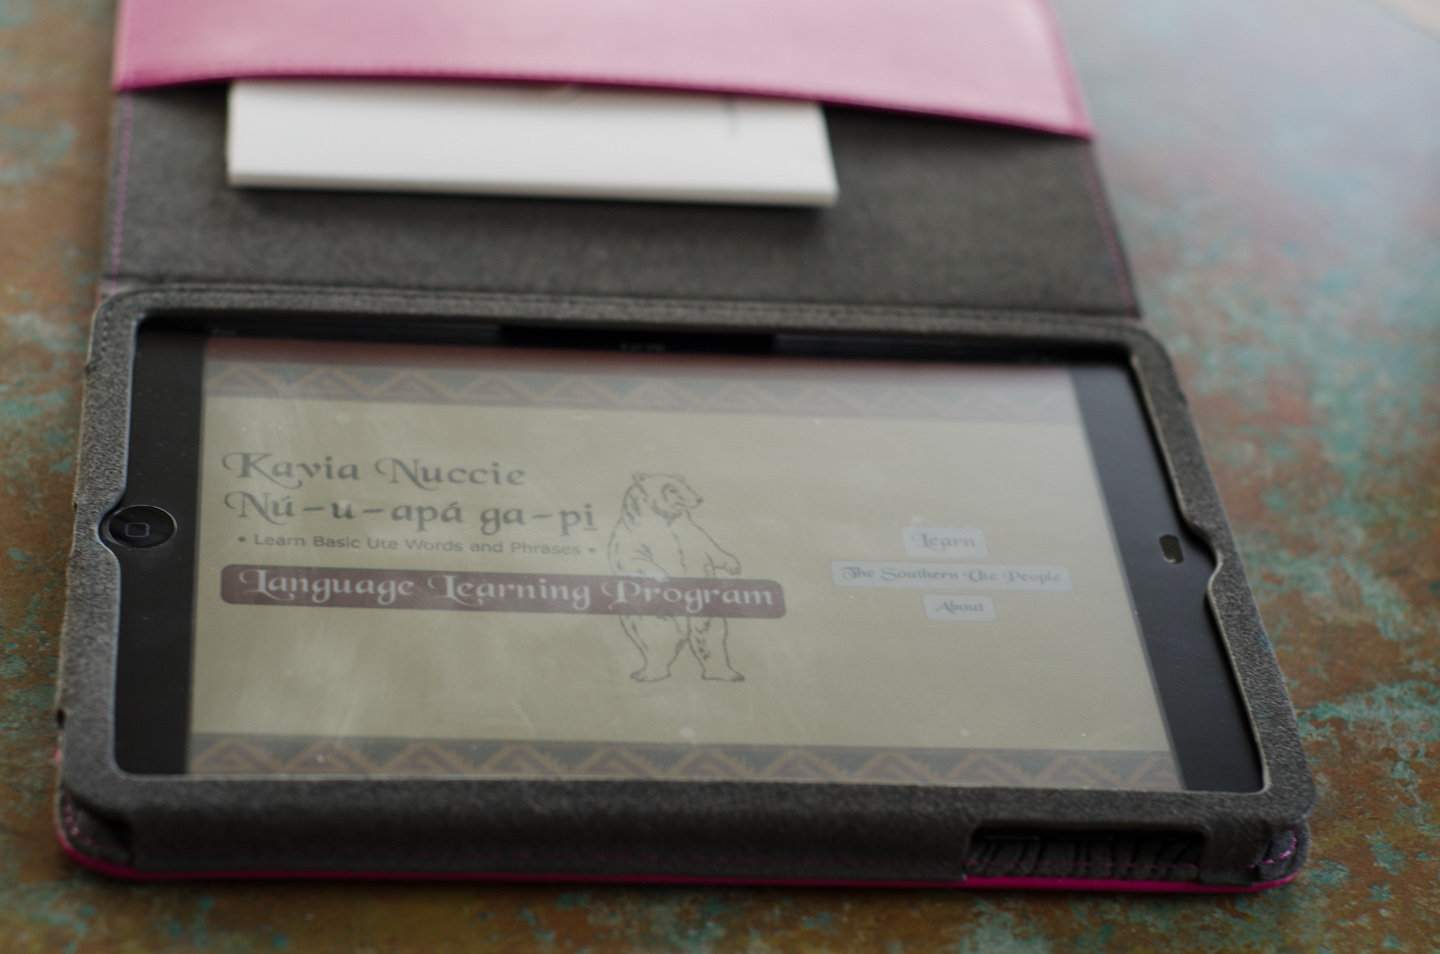 Kavia Nuccie
Nú-u-apá ga-pi̲
• Learn Basic Ute Words and Phrases •
Language Learning Program
Learn
The Southern Ute People
About